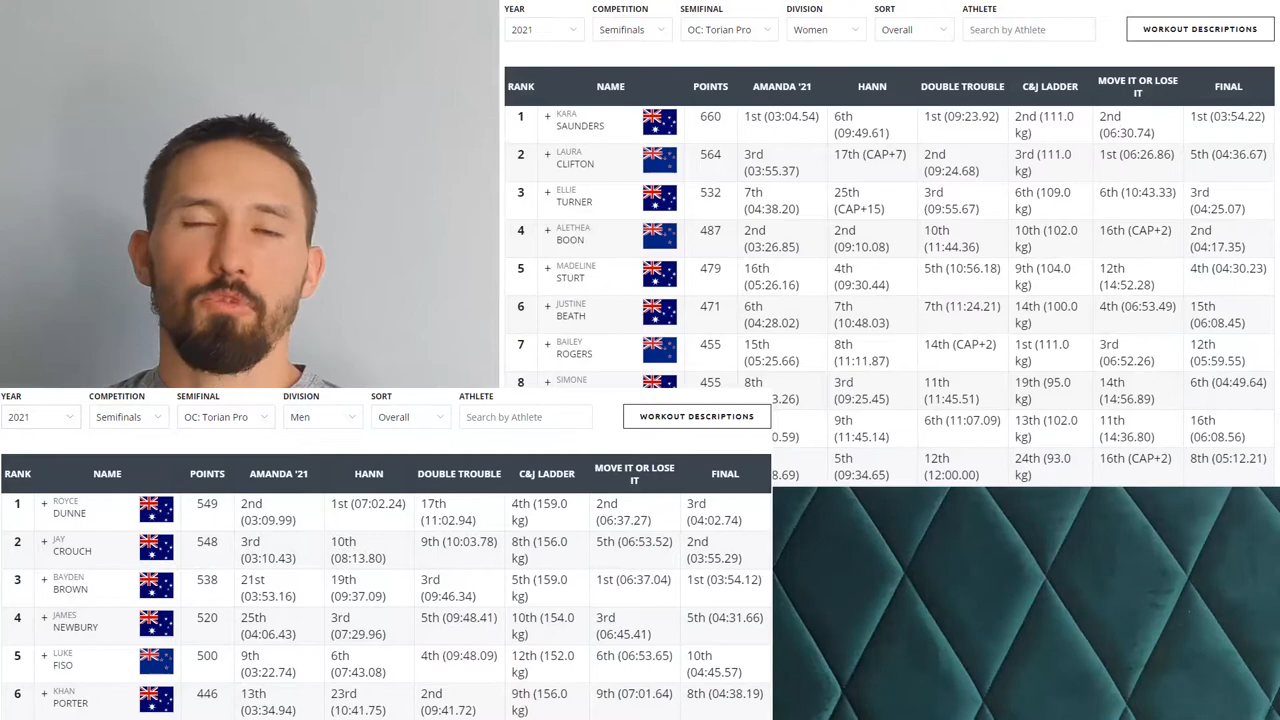 YEAR COMPETITION SEMIFINAL DIVISION SORT ATHLETE
2021 Semifinals OC: Torian Pro Women Overall Search by Athlete WORKOUT DESCRIPTIONS
RANK NAME POINTS AMANDA '21 HANN DOUBLE TROUBLE C&J LADDER MOVE IT OR LOSE FINAL
IT
1 + KARA 660 1st (03:04.54) 6th 1st (09:23.92) 2nd (111.0 2nd 1st (03:54.22)
SAUNDERS (09:49.61) kg) (06:30.74)
2 + LAURA 564 3rd 17th (CAP+7) 2nd 3rd (111.0 1st (06:26.86) 5th (04:36.67)
CLIFTON (03:55.37) (09:24.68) kg)
3 + ELLIE 532 7th 25th 3rd 6th (109.0 6th (10:43.33) 3rd
TURNER (04:38.20) (CAP+15) (09:55.67) kg) (04:25.07)
4 + ALETHEA 487 2nd 2nd 10th 10th (102.0 16th (CAP+2) 2nd
BOON (03:26.85) (09:10.08) (11:44.36) kg) (04:17.35)
5 + MADELINE 479 16th 4th 5th (10:56.18) 9th (104.0 12th 4th (04:30.23)
STURT (05:26.16) (09:30.44) kg) (14:52.28)
6 + JUSTINE 471 6th 7th 7th (11:24.21) 14th (100.0 4th (06:53.49) 15th
BEATH (04:28.02) (10:48.03) kg) (06:08.45)
7 + BAILEY 455 15th 8th 14th (CAP+2) 1st (111.0 3rd 12th
ROGERS (05:25.66) (11:11.87) kg) (06:52.26) (05:59.55)
8 + SIMONE 455 8th 3rd 11th 19th (95.0 14th 6th (04:49.64)
3.26) (09:25.45) (11:45.51) kg) (14:56.89)
9th 6th (11:07.09) 13th (102.0 11th 16th
0.59) (11:45.14) kg) (14:36.80) (06:08.56)
5th 12th 24th (93.0 16th (CAP+2) 8th (05:12.21)
8.69) (09:34.65) (12:00.00) kg)
YEAR COMPETITION SEMIFINAL DIVISION SORT ATHLETE
2021 Semifinals OC: Torian Pro Men Overall Search by Athlete WORKOUT DESCRIPTIONS
RANK NAME POINTS AMANDA '21 HANN DOUBLE TROUBLE C&J LADDER MOVE IT OR LOSE FINAL
IT
1 + ROYCE 549 2nd 1st (07:02.24) 17th 4th (159.0 2nd 3rd
DUNNE (03:09.99) (11:02.94) kg) (06:37.27) (04:02.74)
2 + JAY 548 3rd 10th 9th (10:03.78) 8th (156.0 5th (06:53.52) 2nd
CROUCH (03:10.43) (08:13.80) kg) (03:55.29)
3 + BAYDEN 538 21st 19th 3rd 5th (159.0 1st (06:37.04) 1st (03:54.12)
BROWN (03:53.16) (09:37.09) (09:46.34) kg)
4 + JAMES 520 25th 3rd 5th (09:48.41) 10th (154.0 3rd 5th (04:31.66)
NEWBURY (04:06.43) (07:29.96) kg) (06:45.41)
5 + LUKE 500 9th 6th 4th (09:48.09) 12th (152.0 6th (06:53.65) 10th
FISO (03:22.74) (07:43.08) kg) (04:45.57)
6 + KHAN 446 13th 23rd 2nd 9th (156.0 9th (07:01.64) 8th (04:38.19)
PORTER (03:34.94) (10:41.75) (09:41.72) kg)